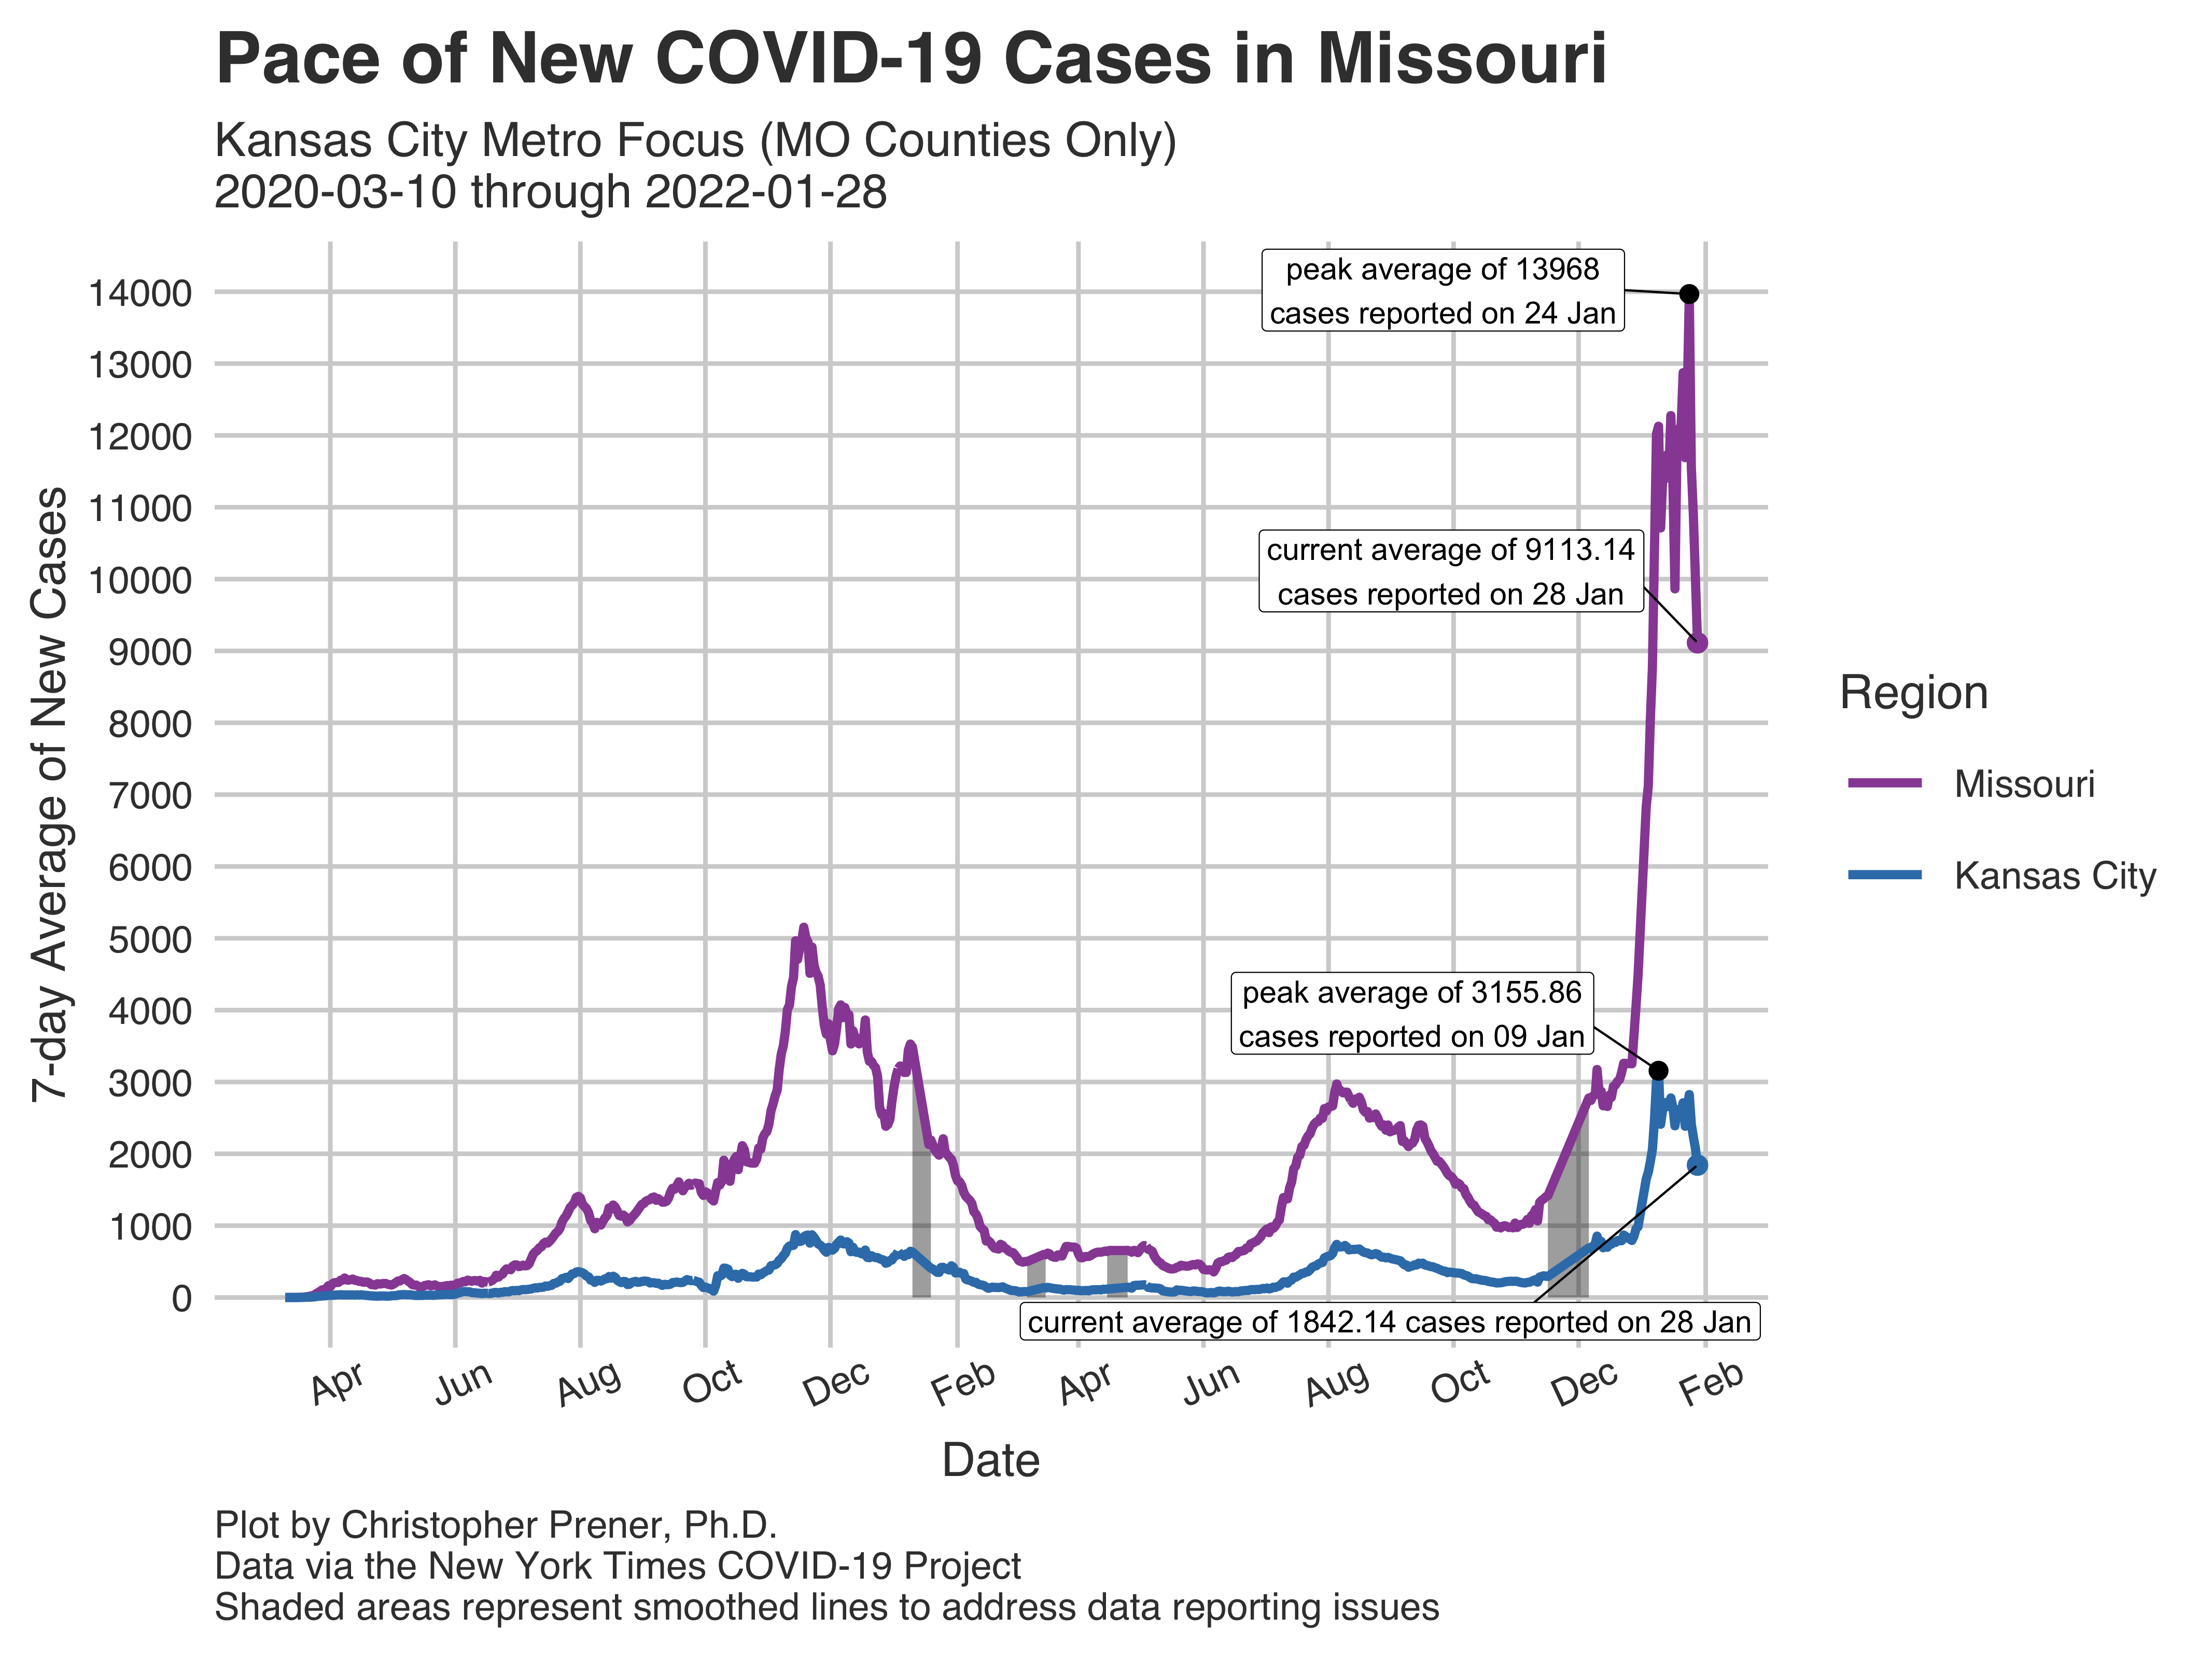 Pace of New COVID-19 Cases in Missouri
Kansas City Metro Focus (MO Counties Only)
2020-03-10 through 2022-01-28
7-day Average of New Cases
14000
13000
12000
11000
10000
9000
8000
7000
6000
5000
4000
3000
2000
1000
0
peak average of 13968
cases reported on 24 Jan
current average of 9113.14
cases reported on 28 Jan
peak average of 3155.86
cases reported on 09 Jan
current average of 1842.14 cases reported on 28 Jan
Apr
Jun
Aug
Oct
Dec
Feb
Apr
Jun
Aug
Oct
Dec
Feb
Date
Region
Missouri
Kansas City
Plot by Christopher Prener, Ph.D.
Data via the New York Times COVID-19 Project
Shaded areas represent smoothed lines to address data reporting issues